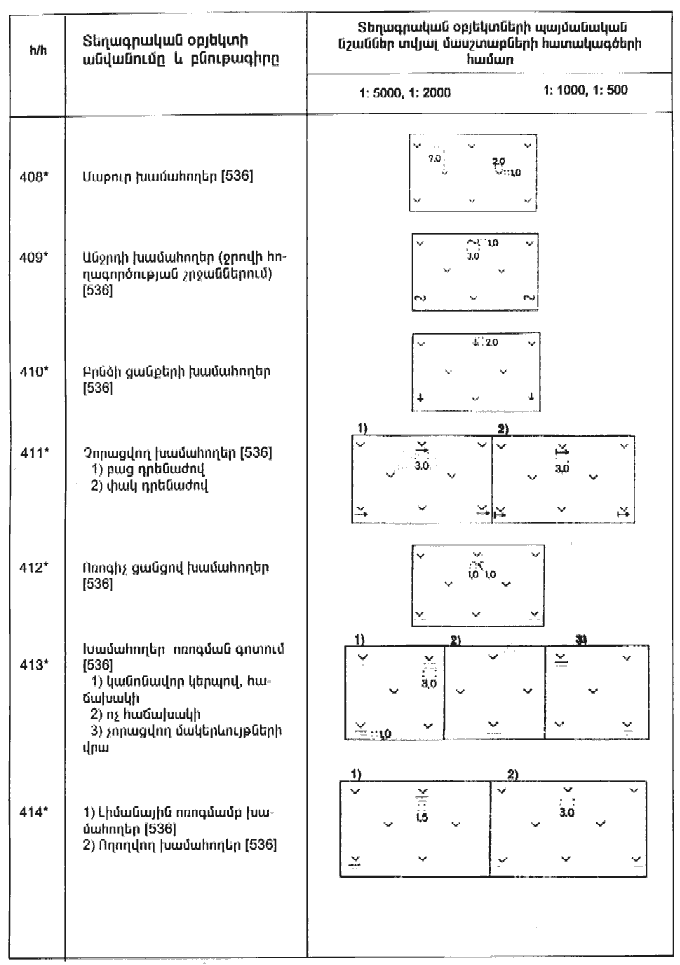 հ/հ
Տեղագրական օբյեկտի
անվանումը և բնութագիրը
Տեղագրական օբյեկտների պայմանական
նշաններ տվյալ մասշտաբների հատակագծերի
համար
1: 5000, 1: 2000
1: 1000, 1: 500
408*
Մաքուր խամահողեր [536]
7.0
2.0
1,0
409*
Անջրդի խամահողեր (ջրովի հո-
ղագործության շրջաններում)
[536]
1,0
3.0
410*
Բրնձի ցանքերի խամահողեր
[536]
2.0
411*
Չորացվող խամահողեր [536]
1) բաց դրենաժով
2) փակ դրենաժով
1)
2)
3.0
3,0
412*
Ոռոգիչ ցանցով խամահողեր
[536]
1,0 1,0
413*
Խամահողեր ոռոգման գոտում
[536]
1) կանոնավոր կերպով, հա-
ճախակի
2) ոչ հաճախակի
3) չորացվող մակերևույթների
վրա
1)
2)
3)
3,0
1,0
414*
1) Լիմանային ոռոգմամբ խա-
մահողեր [536]
2) Ողողվող խամահողեր [536]
1)
2)
1,5
3.0